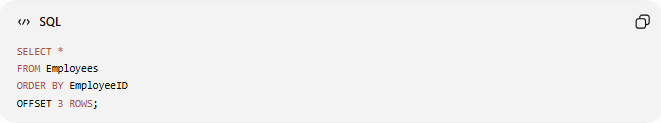 SQL
SELECT *
FROM Employees
ORDER BY EmployeeID
OFFSET 3 ROWS;